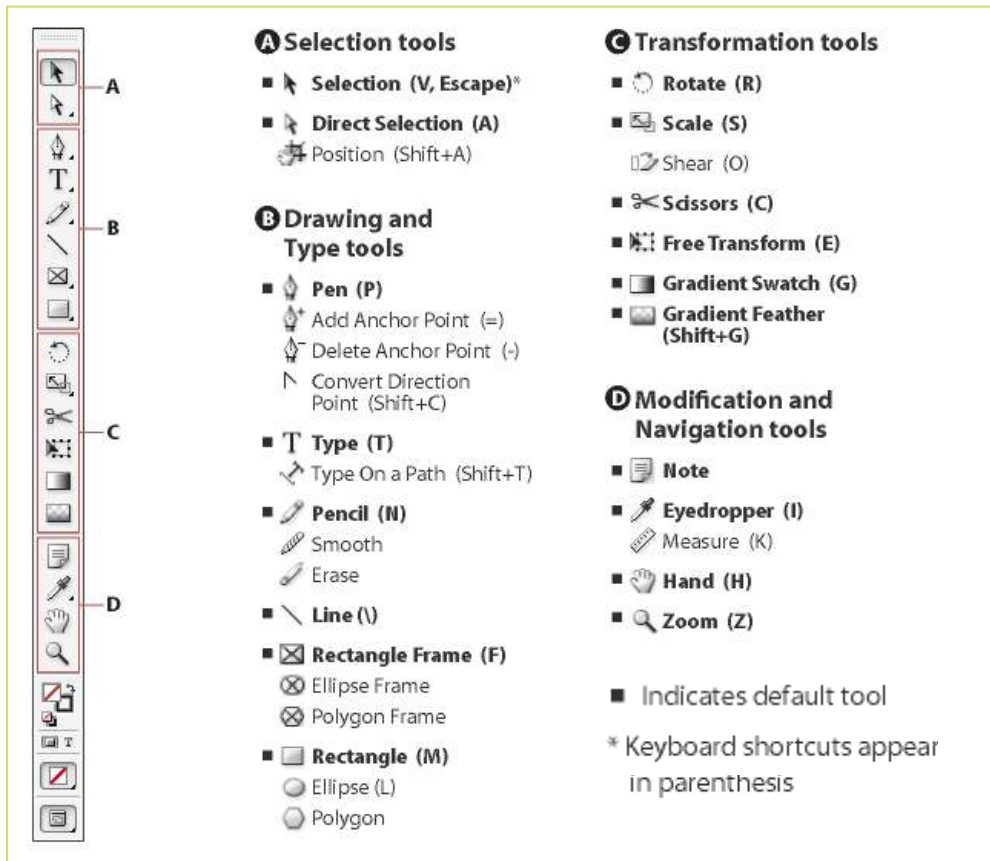 A
B
C
D
T
T
A Selection tools
Selection (V, Escape)*
Direct Selection (A)
Position (Shift+A)
B Drawing and
Type tools
Pen (P)
Add Anchor Point (=)
Delete Anchor Point (-)
Convert Direction
Point (Shift+C)
T Type (T)
Type On a Path (Shift+T)
Pencil (N)
Smooth
Erase
Line (\)
Rectangle Frame (F)
Ellipse Frame
Polygon Frame
Rectangle (M)
Ellipse (L)
Polygon
C Transformation tools
Rotate (R)
Scale (S)
Shear (O)
Scissors (C)
Free Transform (E)
Gradient Swatch (G)
Gradient Feather
(Shift+G)
D Modification and
Navigation tools
Note
Eyedropper (I)
Measure (K)
Hand (H)
Zoom (Z)
Indicates default tool
* Keyboard shortcuts appear
in parenthesis